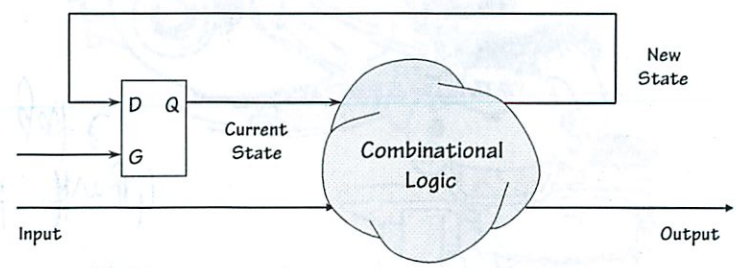 New
State
D Q
Current
State
G
Combinational
Logic
Input
Output